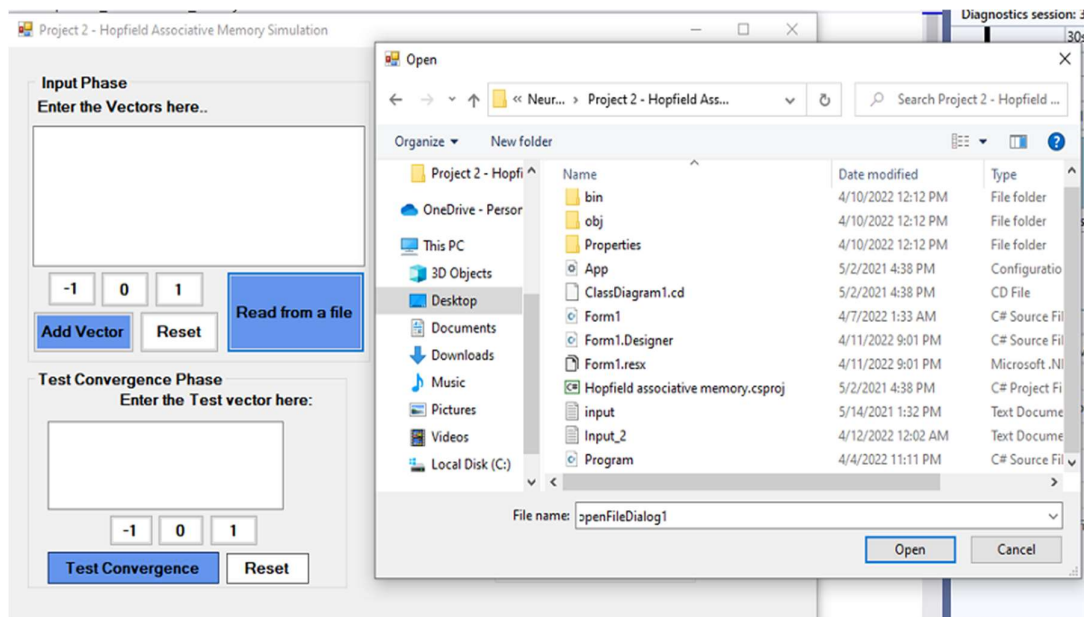 Project 2 - Hopfield Associative Memory Simulation
Input Phase
Enter the Vectors here..
-1 0 1
Add Vector Reset Read from a file
Test Convergence Phase
Enter the Test vector here:
-1 0 1
Test Convergence Reset
Diagnostics session: 3
30s
Open
« Neur... > Project 2 - Hopfield Ass...
Search Project 2 - Hopfield ...
Organize New folder
Project 2 - Hopfi
OneDrive - Person
This PC
3D Objects
Desktop
Documents
Downloads
Music
Pictures
Videos
Local Disk (C:)
Name Date modified Type
bin 4/10/2022 12:12 PM File folder
obj 4/10/2022 12:12 PM File folder
Properties 4/10/2022 12:12 PM File folder
App 5/2/2021 4:38 PM Configuratio
ClassDiagram1.cd 5/2/2021 4:38 PM CD File
Form1 4/7/2022 1:33 AM C# Source Fil
Form1.Designer 4/11/2022 9:01 PM C# Source Fil
Form1.resx 4/11/2022 9:01 PM Microsoft .NI
Hopfield associative memory.csproj 5/2/2021 4:38 PM C# Project Fi
input 5/14/2021 1:32 PM Text Docume
Input_2 4/12/2022 12:02 AM Text Docume
Program 4/4/2022 11:11 PM C# Source Fil
File name: openFileDialog1
Open Cancel